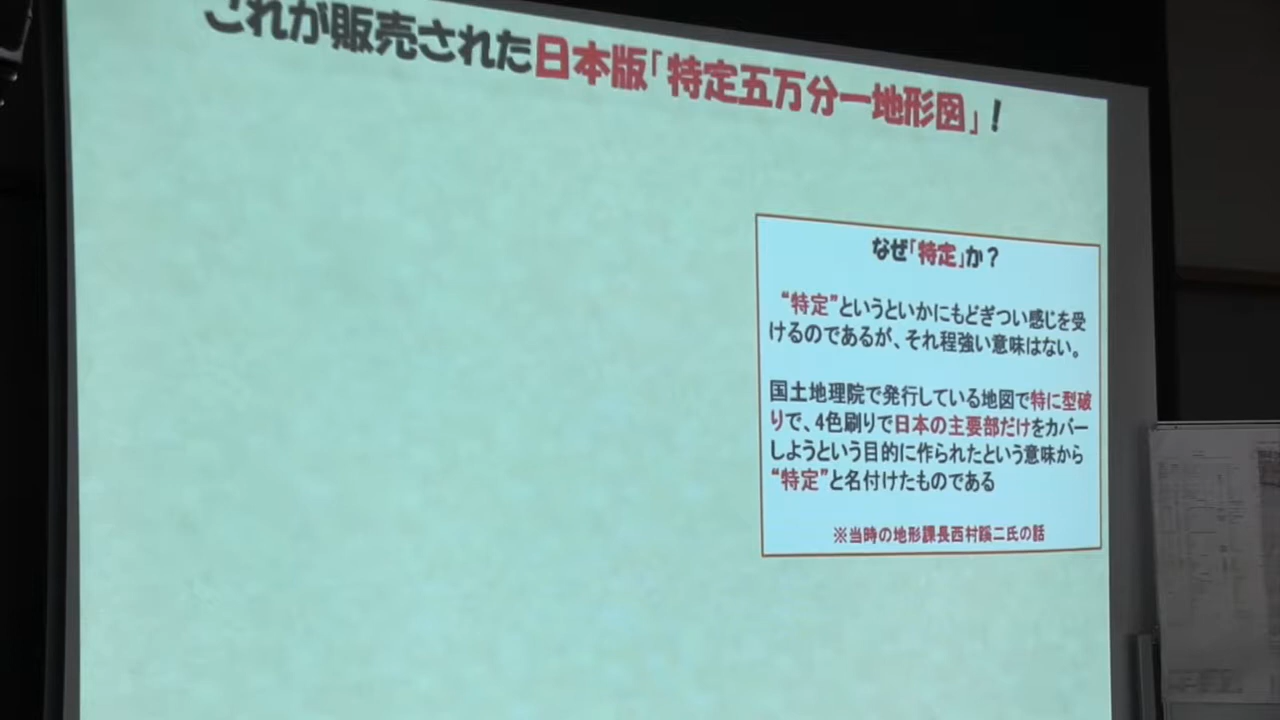 これが販売された日本版「特定五万分一地形図」！
なぜ「特定」か？
“特定”というといかにもどぎつい感じを受
けるのであるが、それ程強い意味はない。
国土地理院で発行している地図で特に型破
りで、4色刷りで日本の主要部だけをカバー
しようという目的に作られたという意味から
“特定”と名付けたものである
※当時の地形課長西村蹊二氏の話